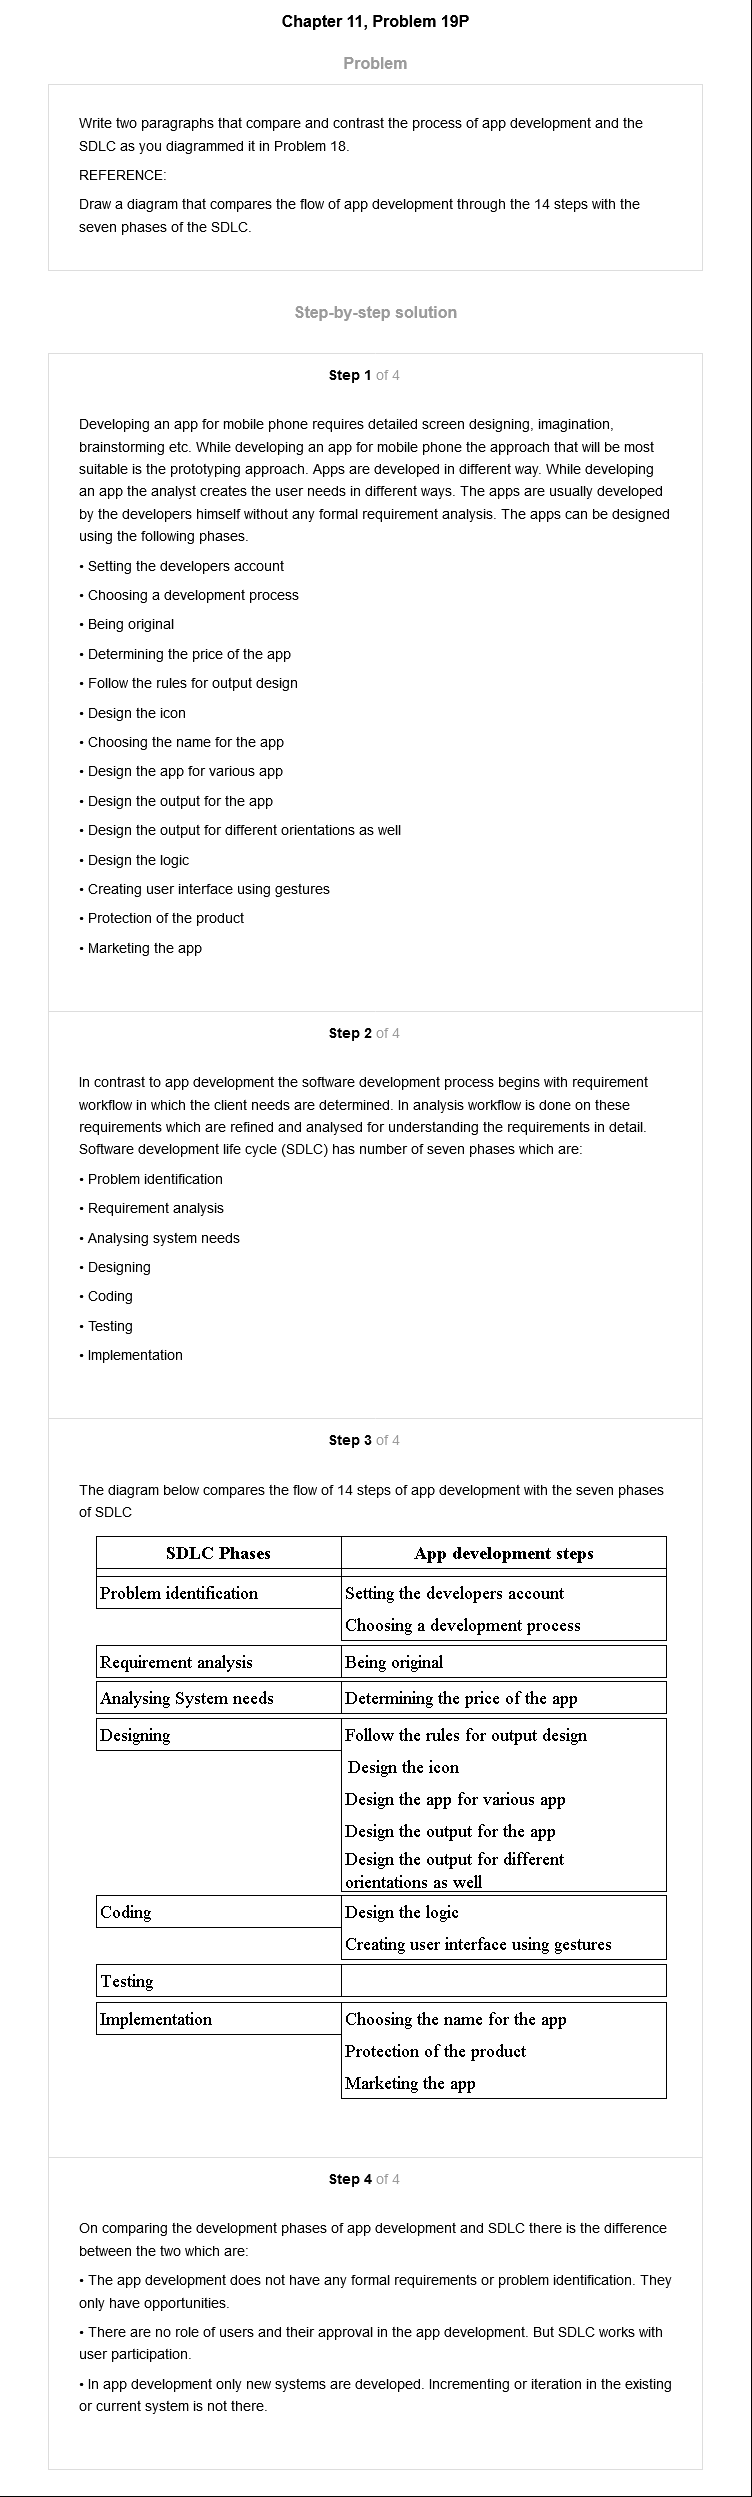 Chapter 11, Problem 19P
Problem
Write two paragraphs that compare and contrast the process of app development and the
SDLC as you diagrammed it in Problem 18.
REFERENCE:
Draw a diagram that compares the flow of app development through the 14 steps with the
seven phases of the SDLC.
Step-by-step solution
Step 1 of 4
Developing an app for mobile phone requires detailed screen designing, imagination,
brainstorming etc. While developing an app for mobile phone the approach that will be most
suitable is the prototyping approach. Apps are developed in different way. While developing
an app the analyst creates the user needs in different ways. The apps are usually developed
by the developers himself without any formal requirement analysis. The apps can be designed
using the following phases.
• Setting the developers account
• Choosing a development process
• Being original
• Determining the price of the app
• Follow the rules for output design
• Design the icon
• Choosing the name for the app
• Design the app for various app
• Design the output for the app
• Design the output for different orientations as well
• Design the logic
• Creating user interface using gestures
• Protection of the product
• Marketing the app
Step 2 of 4
In contrast to app development the software development process begins with requirement
workflow in which the client needs are determined. In analysis workflow is done on these
requirements which are refined and analysed for understanding the requirements in detail.
Software development life cycle (SDLC) has number of seven phases which are:
• Problem identification
• Requirement analysis
• Analysing system needs
• Designing
• Coding
• Testing
• Implementation
Step 3 of 4
The diagram below compares the flow of 14 steps of app development with the seven phases
of SDLC
SDLC Phases App development steps
Problem identification Setting the developers account
Choosing a development process
Requirement analysis Being original
Analysing System needs Determining the price of the app
Designing Follow the rules for output design
Design the icon
Design the app for various app
Design the output for the app
Design the output for different
orientations as well
Coding Design the logic
Creating user interface using gestures
Testing
Implementation Choosing the name for the app
Protection of the product
Marketing the app
Step 4 of 4
On comparing the development phases of app development and SDLC there is the difference
between the two which are:
• The app development does not have any formal requirements or problem identification. They
only have opportunities.
• There are no role of users and their approval in the app development. But SDLC works with
user participation.
• In app development only new systems are developed. Incrementing or iteration in the existing
or current system is not there.